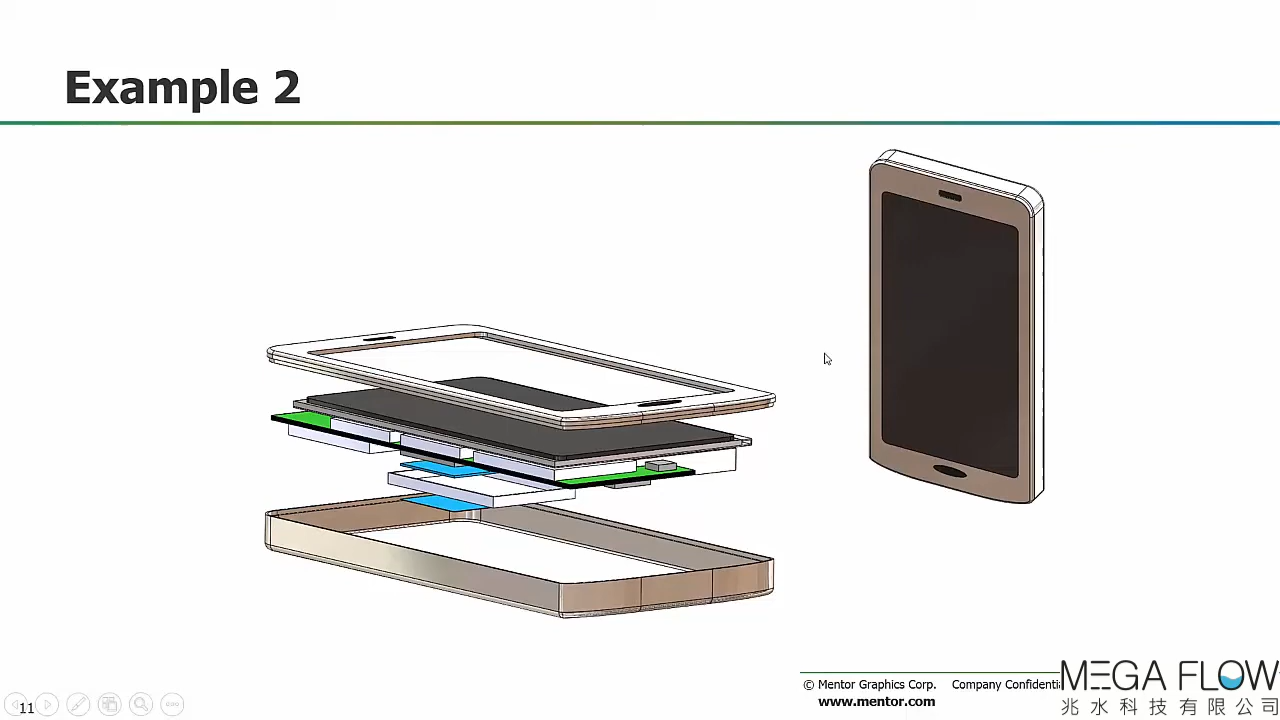 Example 2
© Mentor Graphics Corp. Company Confidentia
www.mentor.com
MEGA FLOW
兆水科技有限公司
11